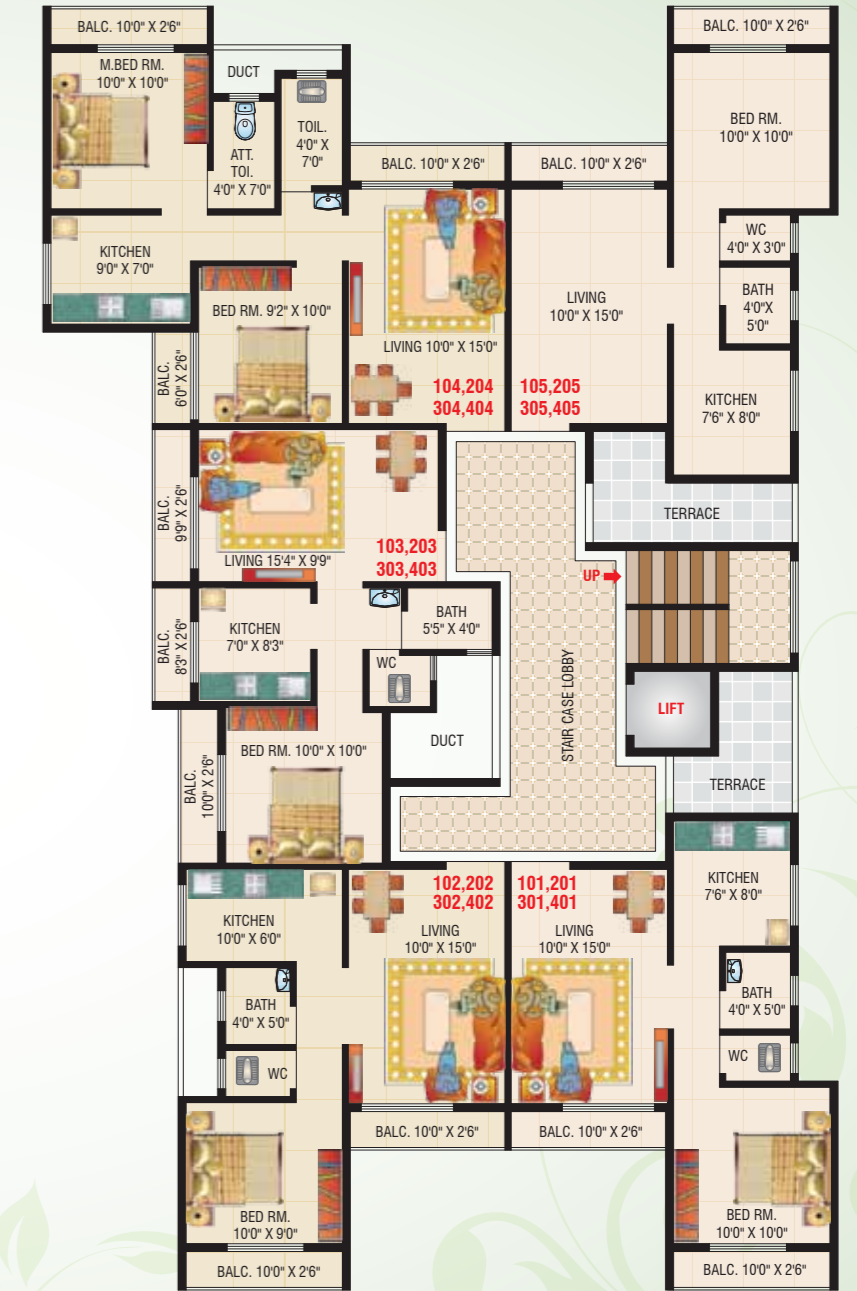 BALC. 10'0" X 2'6"
M.BED RM.
10'0" X 10'0"
DUCT
ATT.
TOI.
4'0" X 7'0"
TOIL.
4'0" X
7'0"
KITCHEN
9'0" X 7'0"
BED RM. 9'2" X 10'0"
BALC.
6'0" X 2'6"
BALC. 10'0" X 2'6"
LIVING 10'0" X 15'0"
104,204
304,404
BALC. 10'0" X 2'6"
BED RM.
10'0" X 10'0"
BALC. 10'0" X 2'6"
LIVING
10'0" X 15'0"
WC
4'0" X 3'0"
BATH
4'0"X
5'0"
KITCHEN
7'6" X 8'0"
105,205
305,405
TERRACE
BALC.
9'9" X 2'6"
LIVING 15'4" X 9'9"
103,203
303,403
BALC.
8'3" X 2'6"
KITCHEN
7'0" X 8'3"
BATH
5'5" X 4'0"
WC
DUCT
BED RM. 10'0" X 10'0"
BALC.
10'0" X 2'6"
STAIR CASE LOBBY
UP
LIFT
TERRACE
102,202
302,402
LIVING
10'0" X 15'0"
KITCHEN
10'0" X 6'0"
BATH
4'0" X 5'0"
WC
BED RM.
10'0" X 9'0"
BALC. 10'0" X 2'6"
BALC. 10'0" X 2'6"
101,201
301,401
LIVING
10'0" X 15'0"
KITCHEN
7'6" X 8'0"
BATH
4'0" X 5'0"
WC
BALC. 10'0" X 2'6"
BED RM.
10'0" X 10'0"
BALC. 10'0" X 2'6"